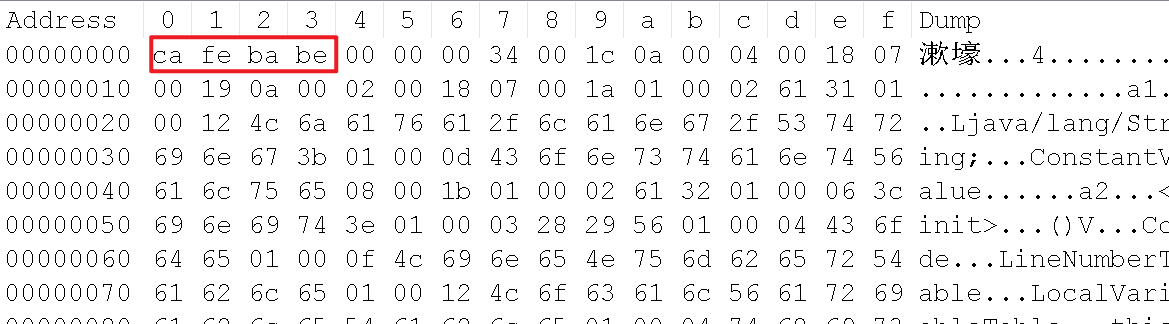 Address 0 1 2 3 4 5 6 7 8 9 a b c d e f Dump
00000000 ca fe ba be 00 00 00 34 00 1c 0a 00 04 00 18 07 漱壕...4.........
00000010 00 19 0a 00 02 00 18 07 00 1a 01 00 02 61 31 01 .............a1.
00000020 00 12 4c 6a 61 76 61 2f 6c 61 6e 67 2f 53 74 72 ..Ljava/lang/Str
00000030 69 6e 67 3b 01 00 0d 43 6f 6e 73 74 61 6e 74 56 ing;...ConstantV
00000040 61 6c 75 65 08 00 1b 01 00 02 61 32 01 00 06 3c alue......a2...<
00000050 69 6e 69 74 3e 01 00 03 28 29 56 01 00 04 43 6f init>...()V...Co
00000060 64 65 01 00 0f 4c 69 6e 65 4e 75 6d 62 65 72 54 de...LineNumberT
00000070 61 62 6c 65 01 00 12 4c 6f 63 61 6c 56 61 72 69 able...LocalVari